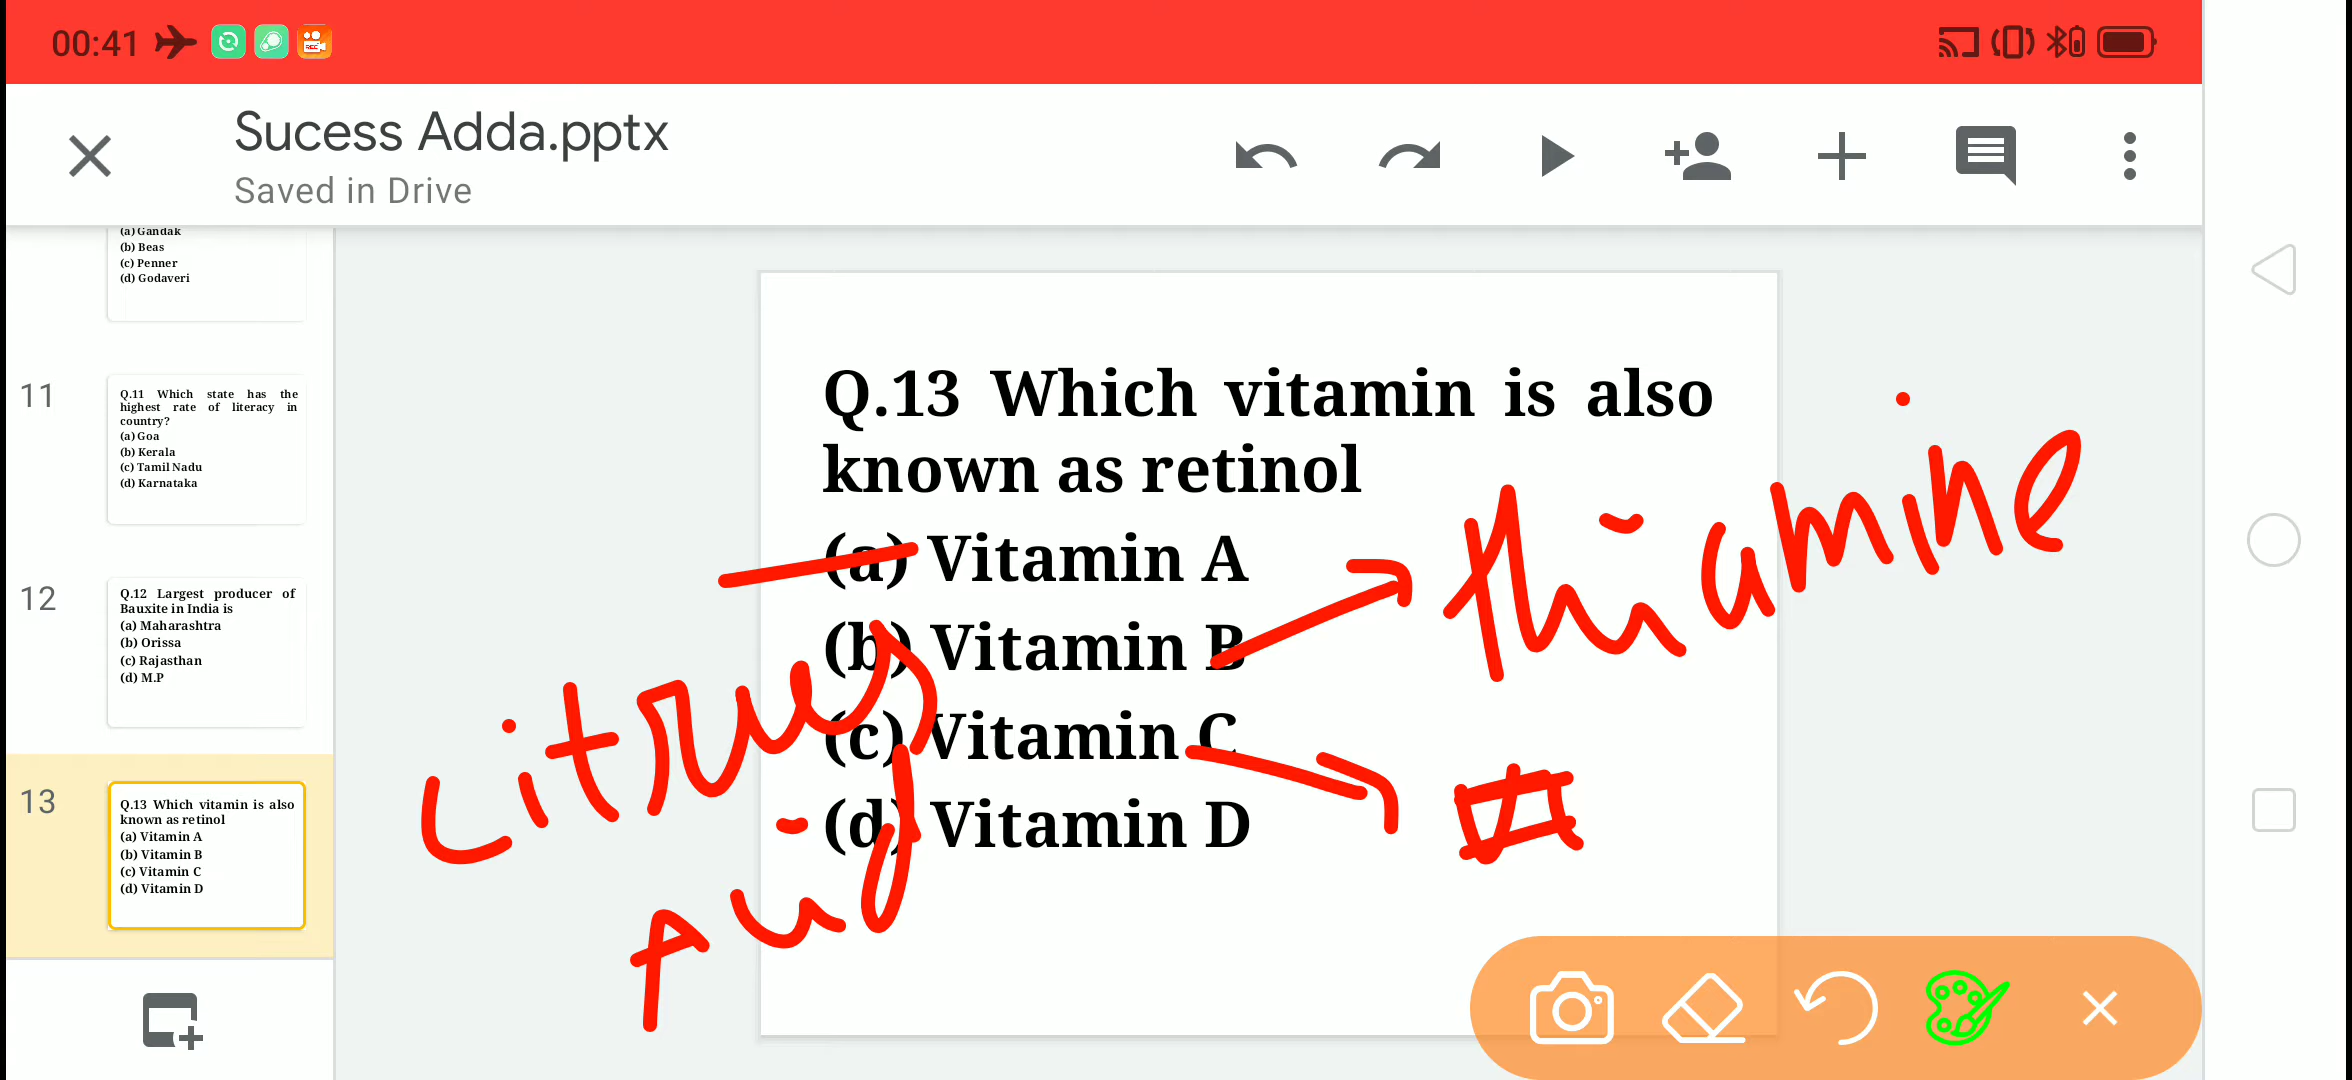 00:41
REC
Sucess Adda.pptx
Saved in Drive
(a) Gandak
(b) Beas
(c) Penner
(d) Godaveri
11
Q.11 Which state has the
highest rate of literacy in
country?
(a) Goa
(b) Kerala
(c) Tamil Nadu
(d) Karnataka
12
Q.12 Largest producer of
Bauxite in India is
(a) Maharashtra
(b) Orissa
(c) Rajasthan
(d) M.P
13
Q.13 Which vitamin is also
known as retinol
(a) Vitamin A
(b) Vitamin B
(c) Vitamin C
(d) Vitamin D
Q.13 Which vitamin is also
known as retinol
(a) Vitamin A
(b) Vitamin B
thiamine
(c) Vitamin C
(d) Vitamin D
citrus